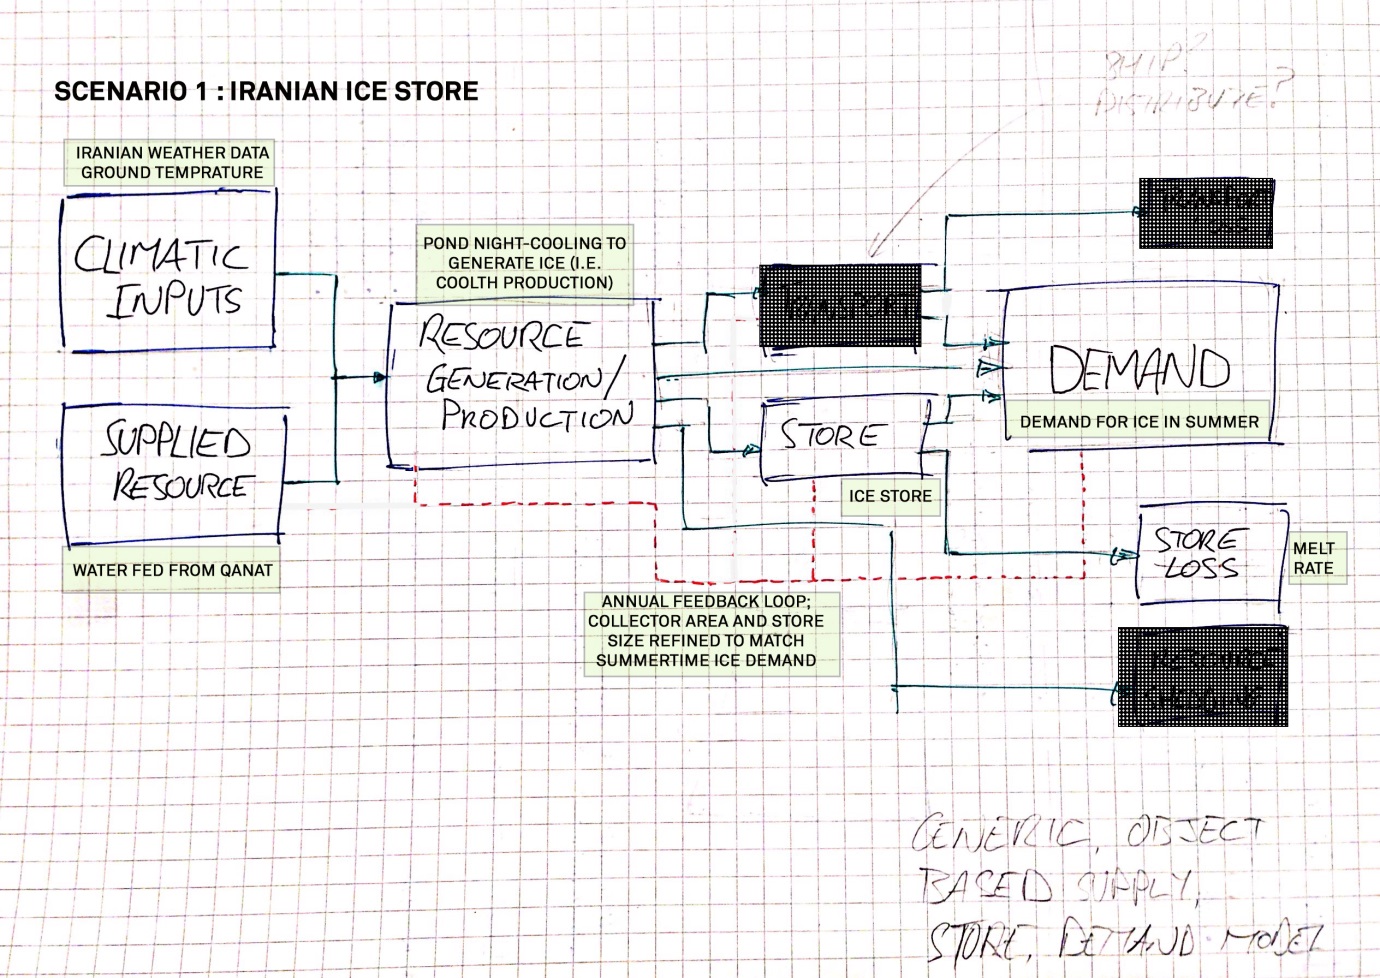 SHIP?
DISTRIBUTE?
SCENARIO 1 : IRANIAN ICE STORE
IRANIAN WEATHER DATA
GROUND TEMPRATURE
CLIMATIC
INPUTS
SUPPLIED
RESOURCE
WATER FED FROM QANAT
POND NIGHT-COOLING TO
GENERATE ICE (I.E.
COOLTH PRODUCTION)
RESOURCE
GENERATION/
PRODUCTION
STORE
ICE STORE
DEMAND
DEMAND FOR ICE IN SUMMER
STORE
LOSS
MELT
RATE
ANNUAL FEEDBACK LOOP;
COLLECTOR AREA AND STORE
SIZE REFINED TO MATCH
SUMMERTIME ICE DEMAND
RESOURCE
SHEDDING
GENERIC, OBJECT
BASED SUPPLY,
STORE, DEMAND MODEL